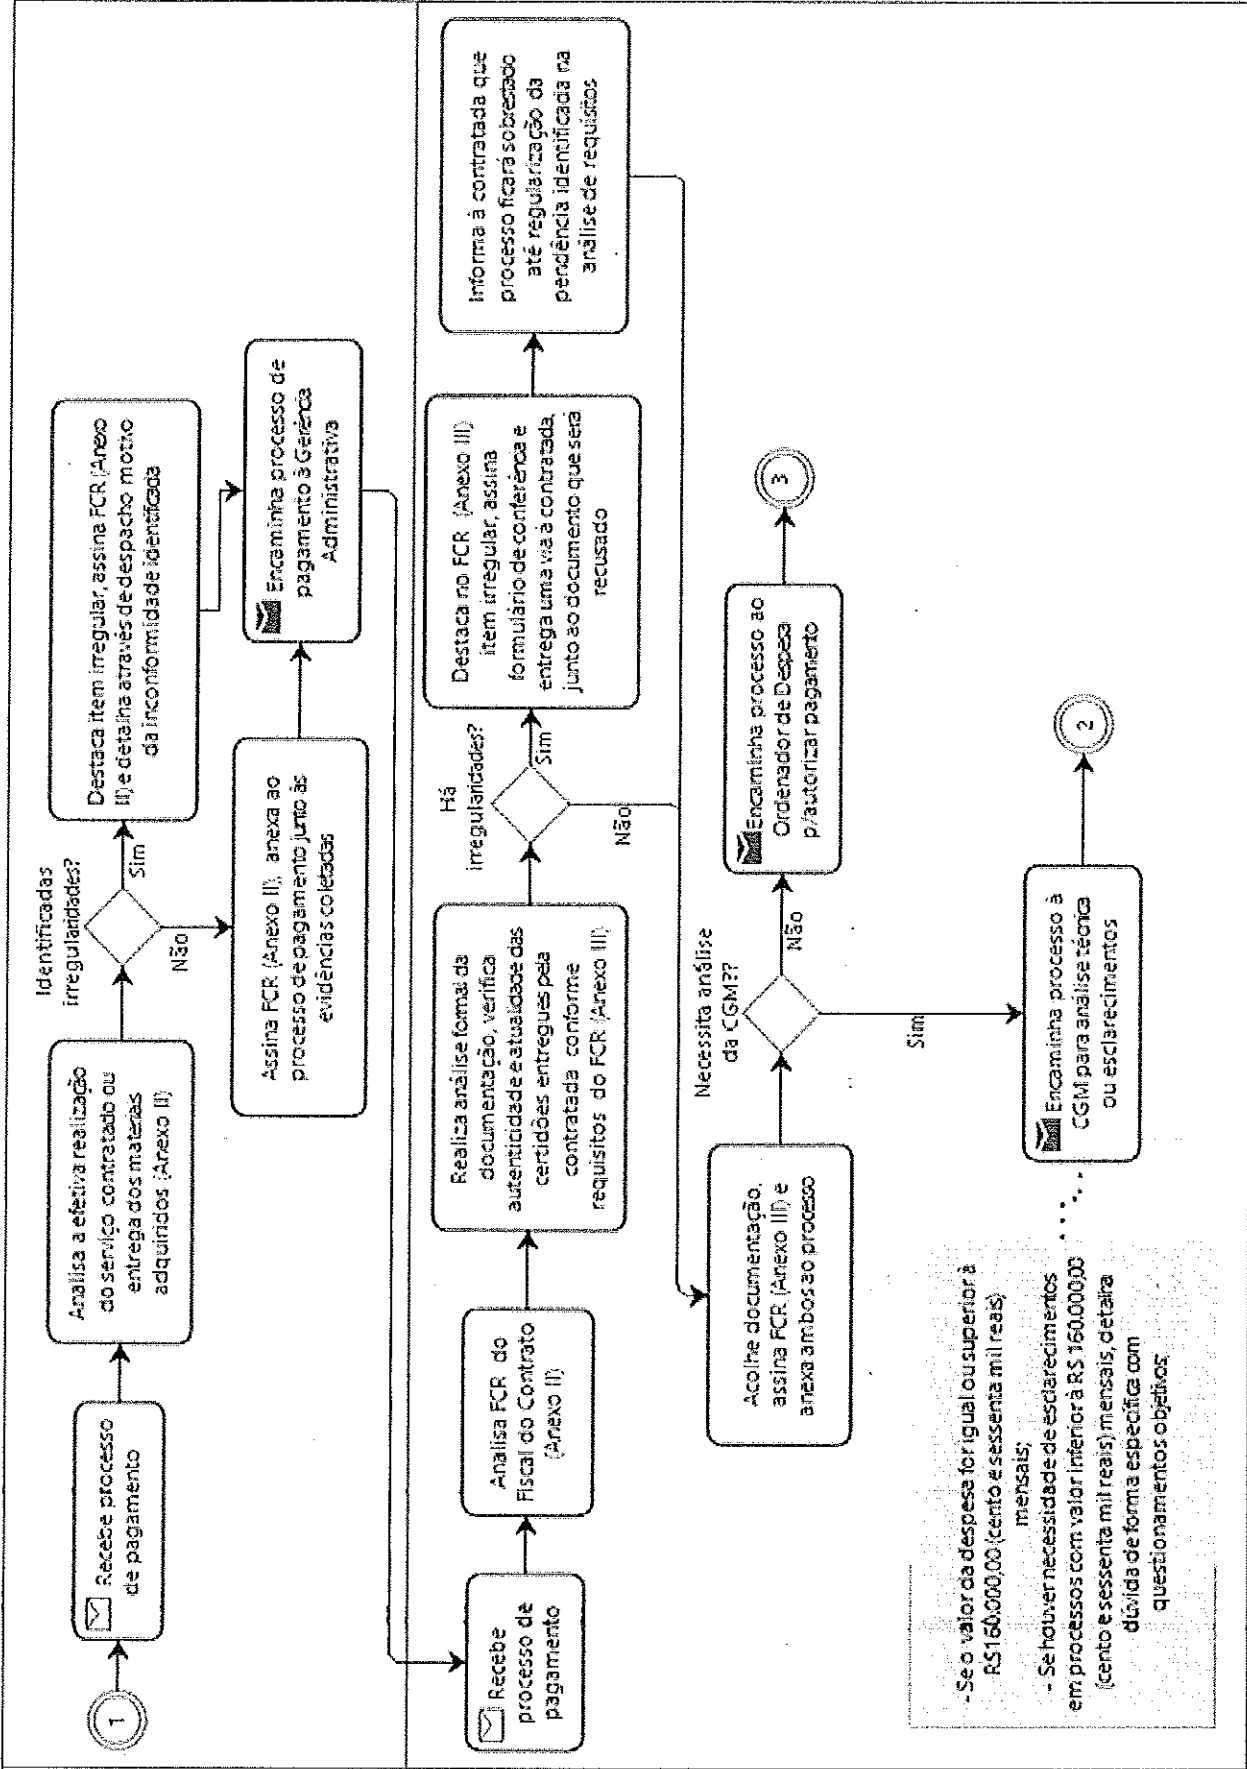 1
Recebe processo
de pagamento
Analisa a efetiva realização
do serviço contratado ou
entrega dos materias
adquiridos (Anexo II)
Identificadas
irregularidades?
Sim
Não
Destaca item irregular, assina FCR (Anexo
II) e detalha através de despacho motivo
da inconformidade identificada
Assina FCR (Anexo II), anexa ao
processo de pagamento junto às
evidências coletadas
Encaminha processo de
pagamento à Gerência
Administrativa
Recebe
processo de
pagamento
Analisa FCR do
Fiscal do Contrato
(Anexo II)
Realiza análise formal da
documentação, verifica
autenticidade e atualidade das
certidões entregues pela
contratada conforme
requisitos do FCR (Anexo III)
Há
irregularidades?
Sim
Não
Destaca no FCR (Anexo III)
item irregular, assina
formulário de conferência e
entrega uma via à contratada,
junto ao documento que será
recusado
Informa à contratada que
processo ficará sobrestado
até regularização da
pendência identificada na
análise de requisitos
Acolhe documentação,
assina FCR (Anexo III) e
anexa ambos ao processo
Necessita análise
da CGM??
Não
Sim
Encaminha processo ao
Ordenador de Despesa
p/autorizar pagamento
3
Encaminha processo à
CGM para análise técnica
ou esclarecimentos
2
- Se o valor da despesa for igual ou superior à
R$160.000,00 (cento e sessenta mil reais)
mensais;
- Se houver necessidade de esclarecimentos
em processos com valor inferior à R$ 160.000,00
(cento e sessenta mil reais) mensais, detalha
dúvida de forma específica com
questionamentos objetivos;